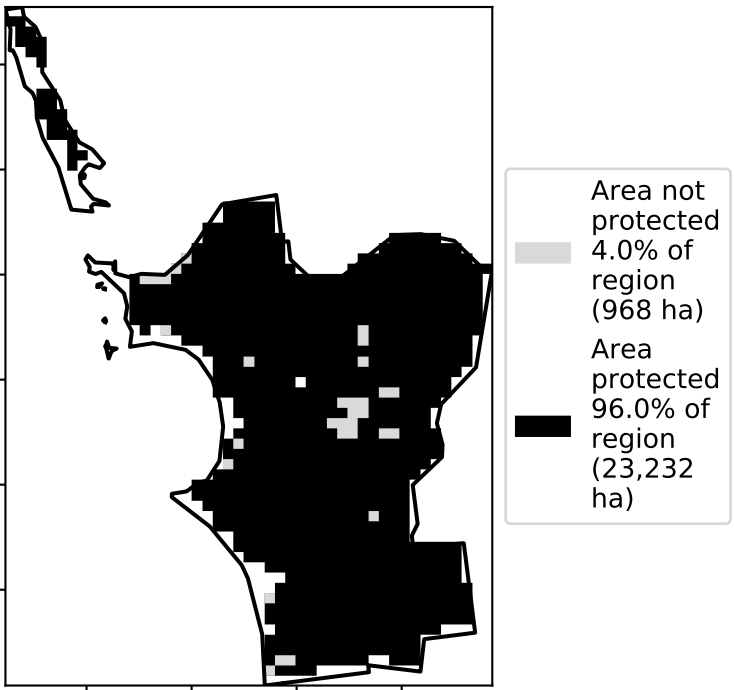 Area not
protected
4.0% of
region
(968 ha)
Area
protected
96.0% of
region
(23,232
ha)